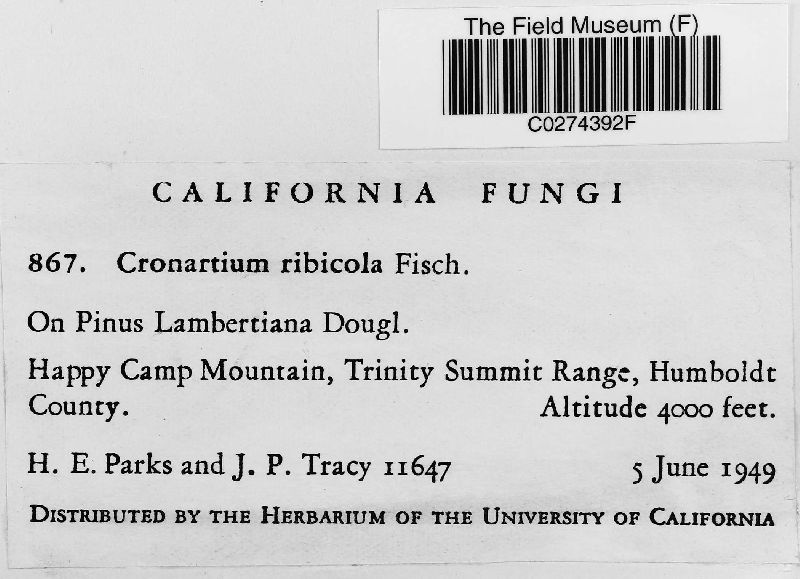 The Field Museum (F)
C0274392F
CALIFORNIA FUNGI
867. Cronartium ribicola Fisch.
On Pinus Lambertiana Dougl.
Happy Camp Mountain, Trinity Summit Range, Humboldt
County. Altitude 4000 feet.
H. E. Parks and J. P. Tracy 11647 5 June 1949
DISTRIBUTED BY THE HERBARIUM OF THE UNIVERSITY OF CALIFORNIA